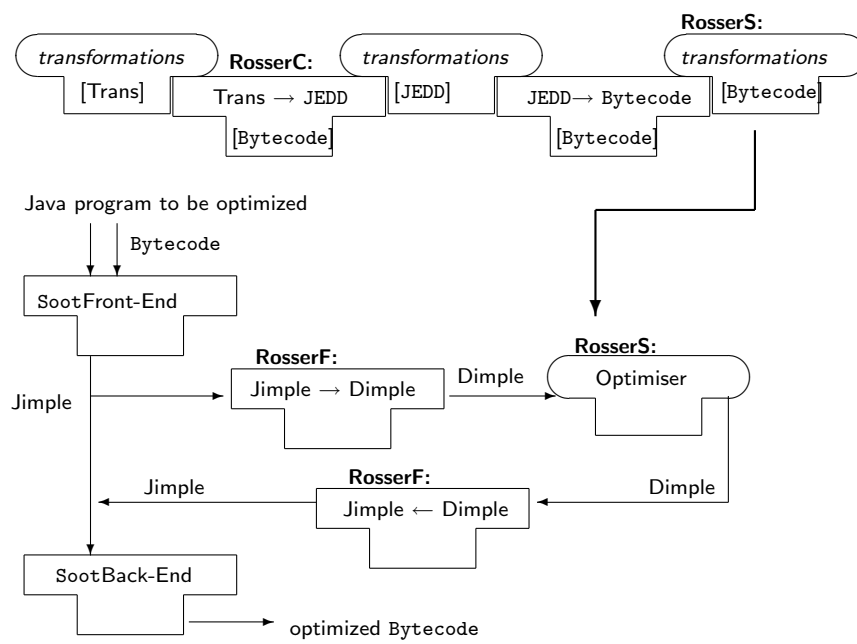 RosserS:
transformations
RosserC:
transformations
transformations
[Trans]
Trans → JEDD
[JEDD]
JEDD→ Bytecode
[Bytecode]
[Bytecode]
[Bytecode]
Java program to be optimized
Bytecode
SootFront-End
RosserF:
RosserS:
Jimple
Jimple → Dimple
Dimple
Optimiser
RosserF:
Jimple
Jimple ← Dimple
Dimple
SootBack-End
optimized Bytecode